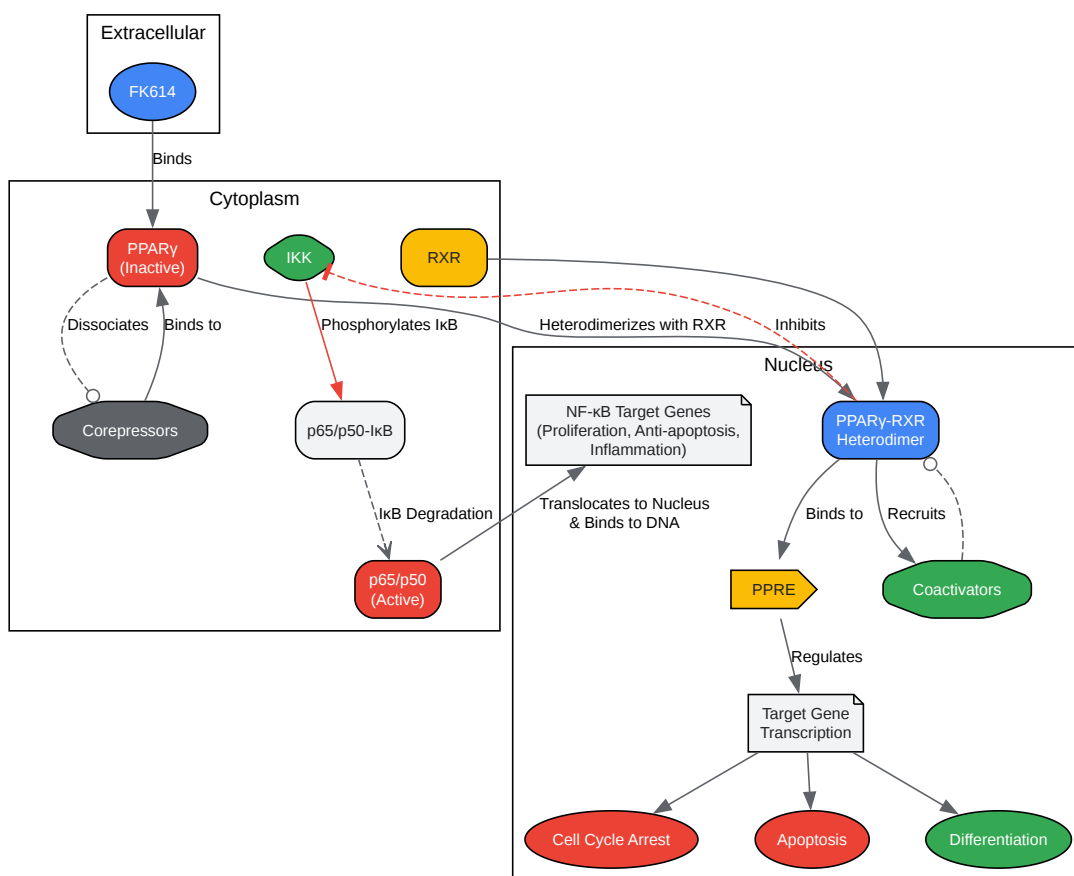 Extracellular
FK614
Binds
Cytoplasm
PPARγ
(Inactive)
IKK
RXR
Dissociates
Binds to
Phosphorylates IκB
Heterodimerizes with RXR
Inhibits
Nucleus
Corepressors
p65/p50-IκB
NF-κB Target Genes
(Proliferation, Anti-apoptosis,
Inflammation)
PPARγ-RXR
Heterodimer
IκB Degradation
Translocates to Nucleus
& Binds to DNA
Binds to
Recruits
p65/p50
(Active)
PPRE
Coactivators
Regulates
Target Gene
Transcription
Cell Cycle Arrest
Apoptosis
Differentiation